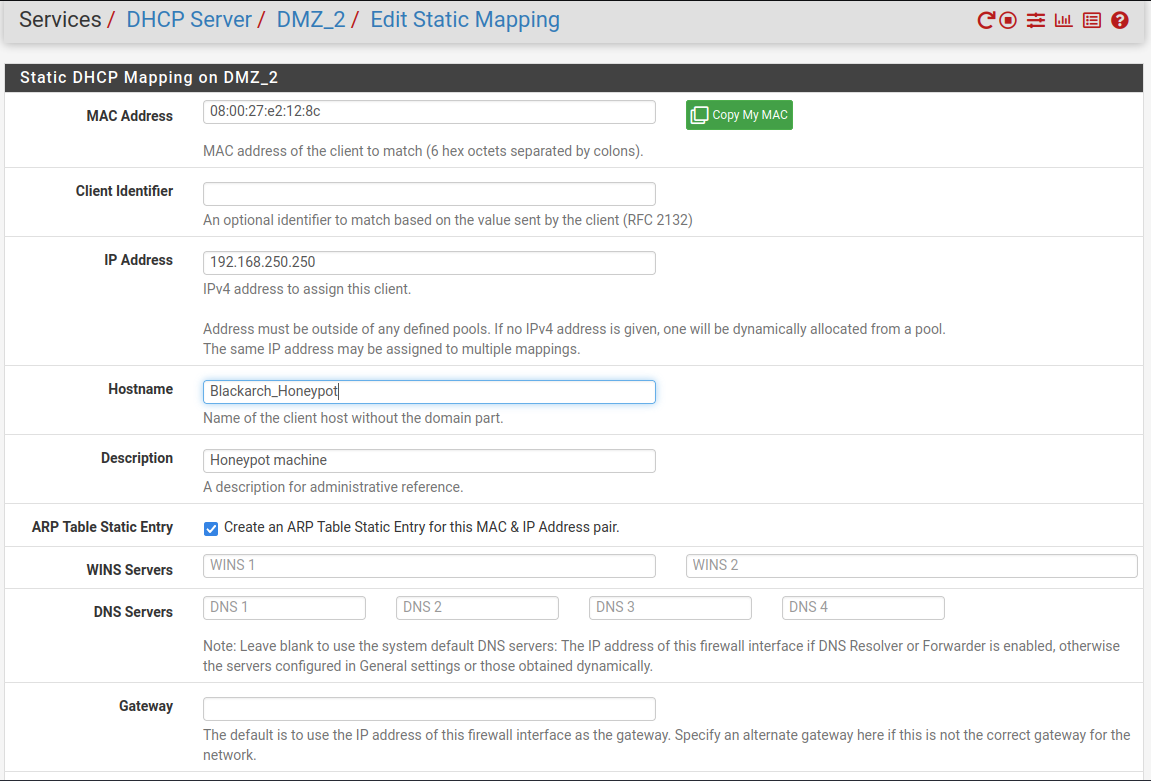 Services / DHCP Server / DMZ_2 / Edit Static Mapping
Static DHCP Mapping on DMZ_2
MAC Address
08:00:27:e2:12:8c
Copy My MAC
MAC address of the client to match (6 hex octets separated by colons).
Client Identifier
An optional identifier to match based on the value sent by the client (RFC 2132)
IP Address
192.168.250.250
IPv4 address to assign this client.
Address must be outside of any defined pools. If no IPv4 address is given, one will be dynamically allocated from a pool.
The same IP address may be assigned to multiple mappings.
Hostname
Blackarch_Honeypot
Name of the client host without the domain part.
Description
Honeypot machine
A description for administrative reference.
ARP Table Static Entry
Create an ARP Table Static Entry for this MAC & IP Address pair.
WINS Servers
WINS 1
WINS 2
DNS Servers
DNS 1
DNS 2
DNS 3
DNS 4
Note: Leave blank to use the system default DNS servers: The IP address of this firewall interface if DNS Resolver or Forwarder is enabled, otherwise
the servers configured in General settings or those obtained dynamically.
Gateway
The default is to use the IP address of this firewall interface as the gateway. Specify an alternate gateway here if this is not the correct gateway for the
network.